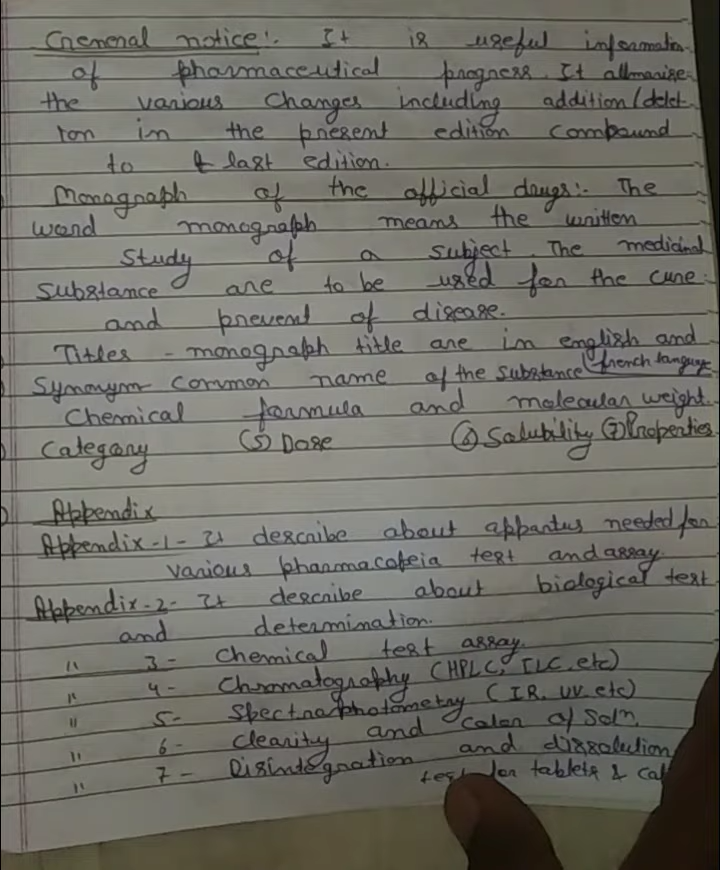 General notice:- It is useful information
of pharmaceutical progress. It allmarise
the various changes including addition/delet
ion in the present edition compound
to & last edition.
Monograph of the official drugs:- The
word monograph means the written
study of a subject. The medicinal
substance are to be used for the cure
and prevent of disease.
Titles - monograph title are in english and
french language
Synonym common name of the substance
Chemical formula and molecular weight.
Category (5) Dose (6) Solubility (7) Properties
Appendix
Appendix-1- It describe about appantus needed for
various pharmacopeia test and assay.
Appendix-2- It describe about biological test
and determination.
" 3- Chemical test assay.
" 4- Chromatography (HPLC, TLC, etc)
" 5- Spectrophotometry (IR, UV, etc)
" 6- Clearity and color of soln.
" 7- Disintegration and dissolution
test for tablets &